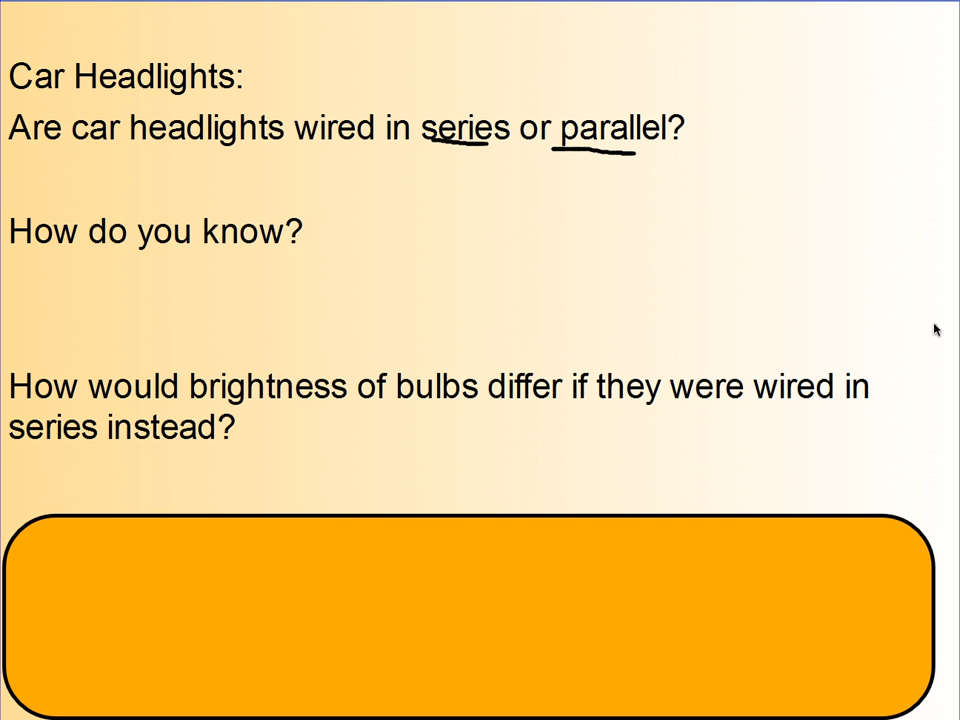 Car Headlights:
Are car headlights wired in series or parallel?
How do you know?
How would brightness of bulbs differ if they were wired in
series instead?